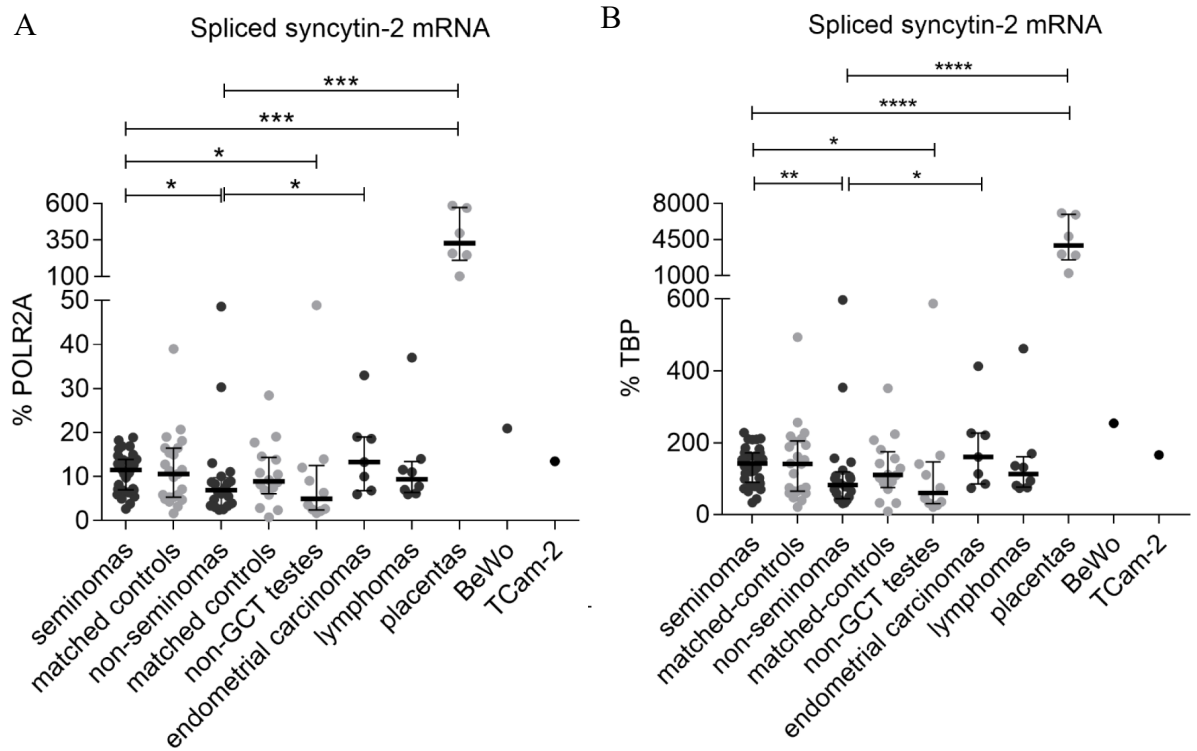 A
Spliced syncytin-2 mRNA
***
***
*
*
*
% POLR2A
600
350
100
50
40
30
20
10
0
seminomas
matched controls
non-seminomas
matched controls
non-GCT testes
endometrial carcinomas
lymphomas
placentas
BeWo
TCam-2
B
Spliced syncytin-2 mRNA
****
****
*
**
*
% TBP
8000
4500
1000
600
400
200
0
seminomas
matched-controls
non-seminomas
matched-controls
non-GCT testes
endometrial carcinomas
lymphomas
placentas
BeWo
TCam-2